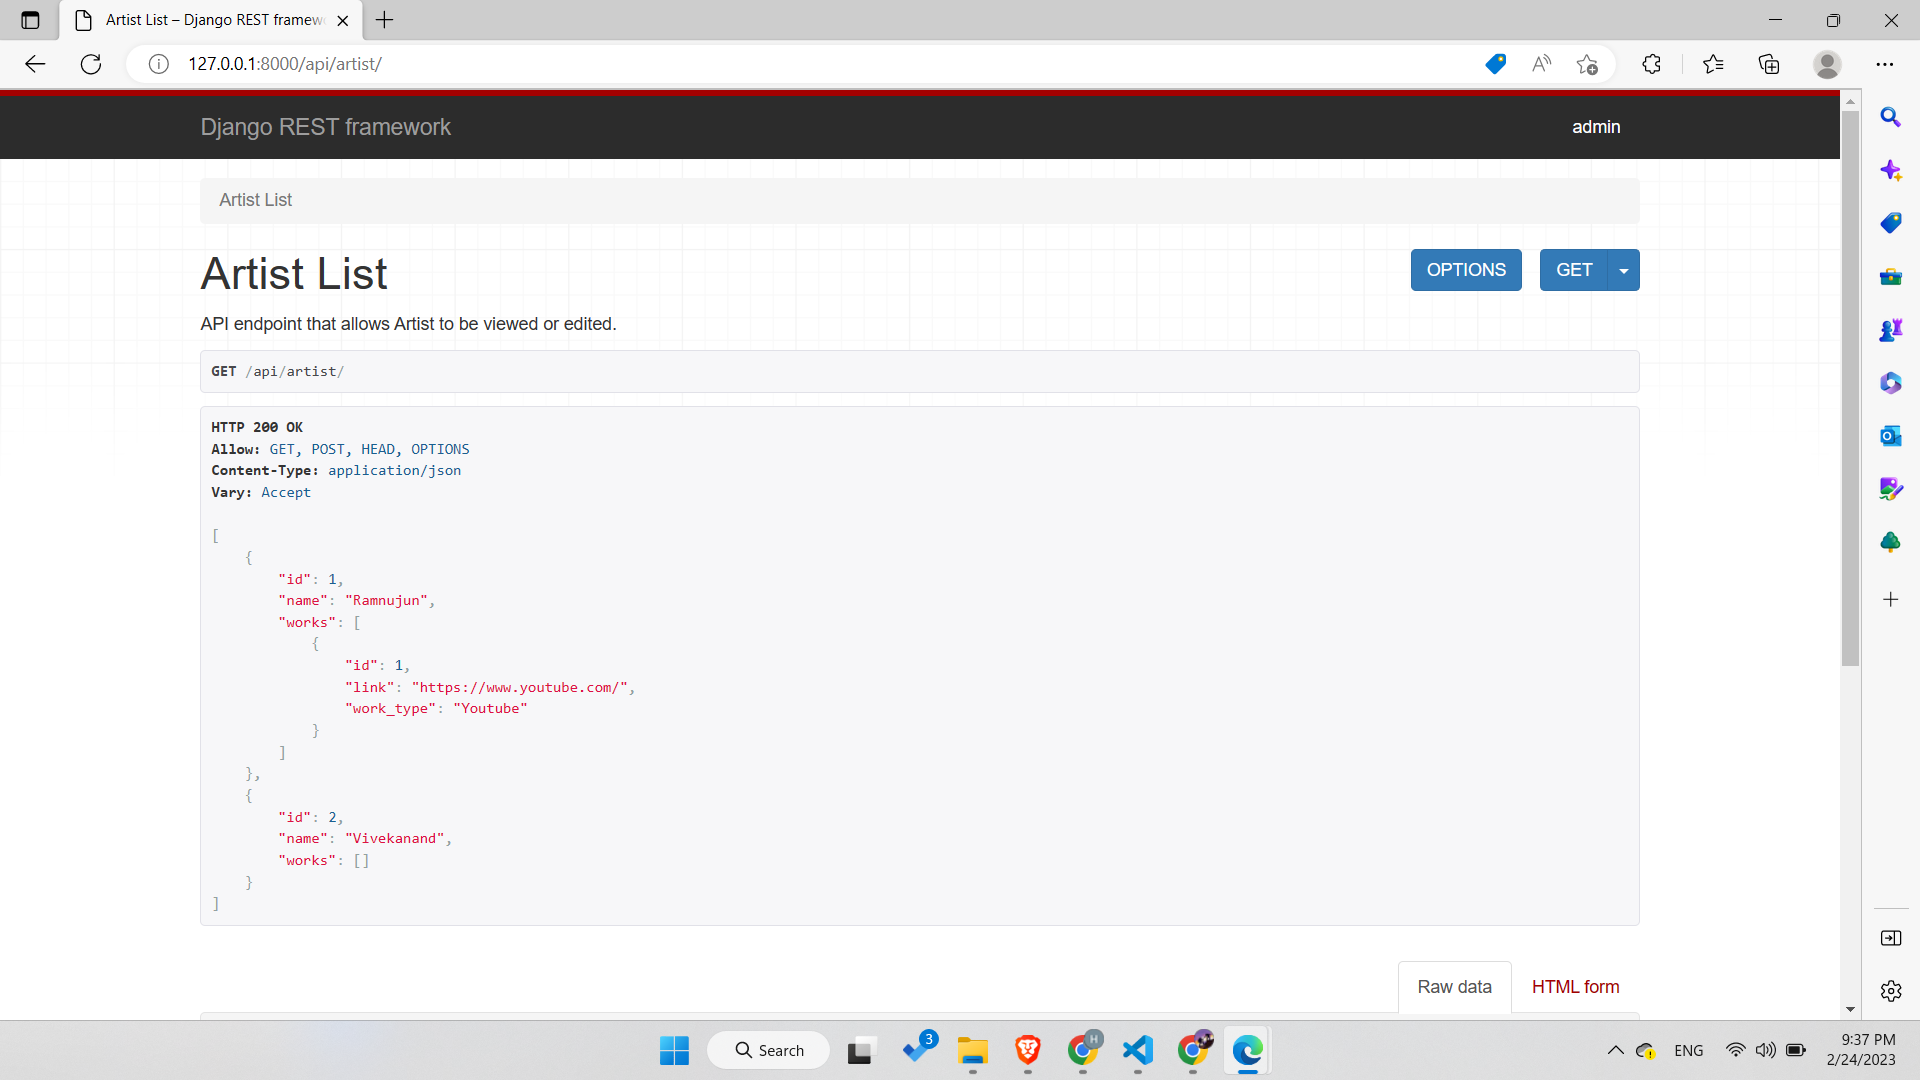 Artist List – Django REST framew
127.0.0.1:8000/api/artist/
Django REST framework
admin
Artist List
Artist List
OPTIONS
GET
API endpoint that allows Artist to be viewed or edited.
GET /api/artist/
HTTP 200 OK
Allow: GET, POST, HEAD, OPTIONS
Content-Type: application/json
Vary: Accept
[
    {
        "id": 1,
        "name": "Ramnujun",
        "works": [
            {
                "id": 1,
                "link": "https://www.youtube.com/",
                "work_type": "Youtube"
            }
        ]
    },
    {
        "id": 2,
        "name": "Vivekanand",
        "works": []
    }
]
Raw data
HTML form
Search
3
H
ENG
9:37 PM
2/24/2023